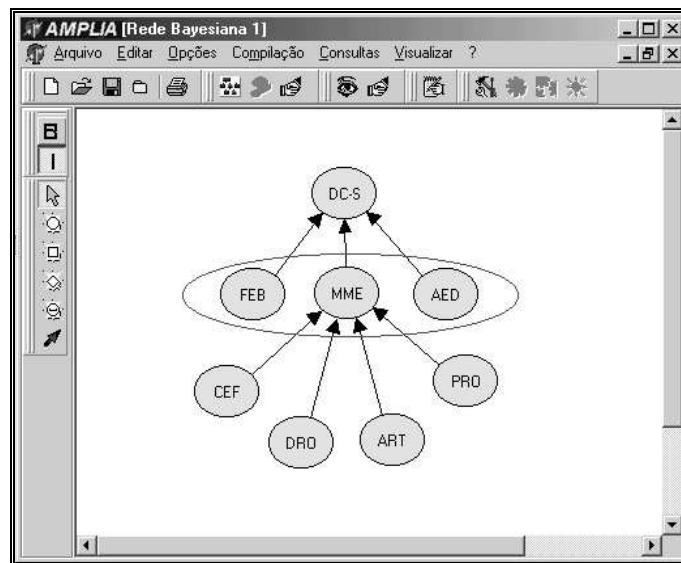 AMPLIA [Rede Bayesiana 1]
Arquivo Editar Opções Compilação Consultas Visualizar ?
B
I
DC-S
FEB MME AED
CEF
PRO
DRO
ART